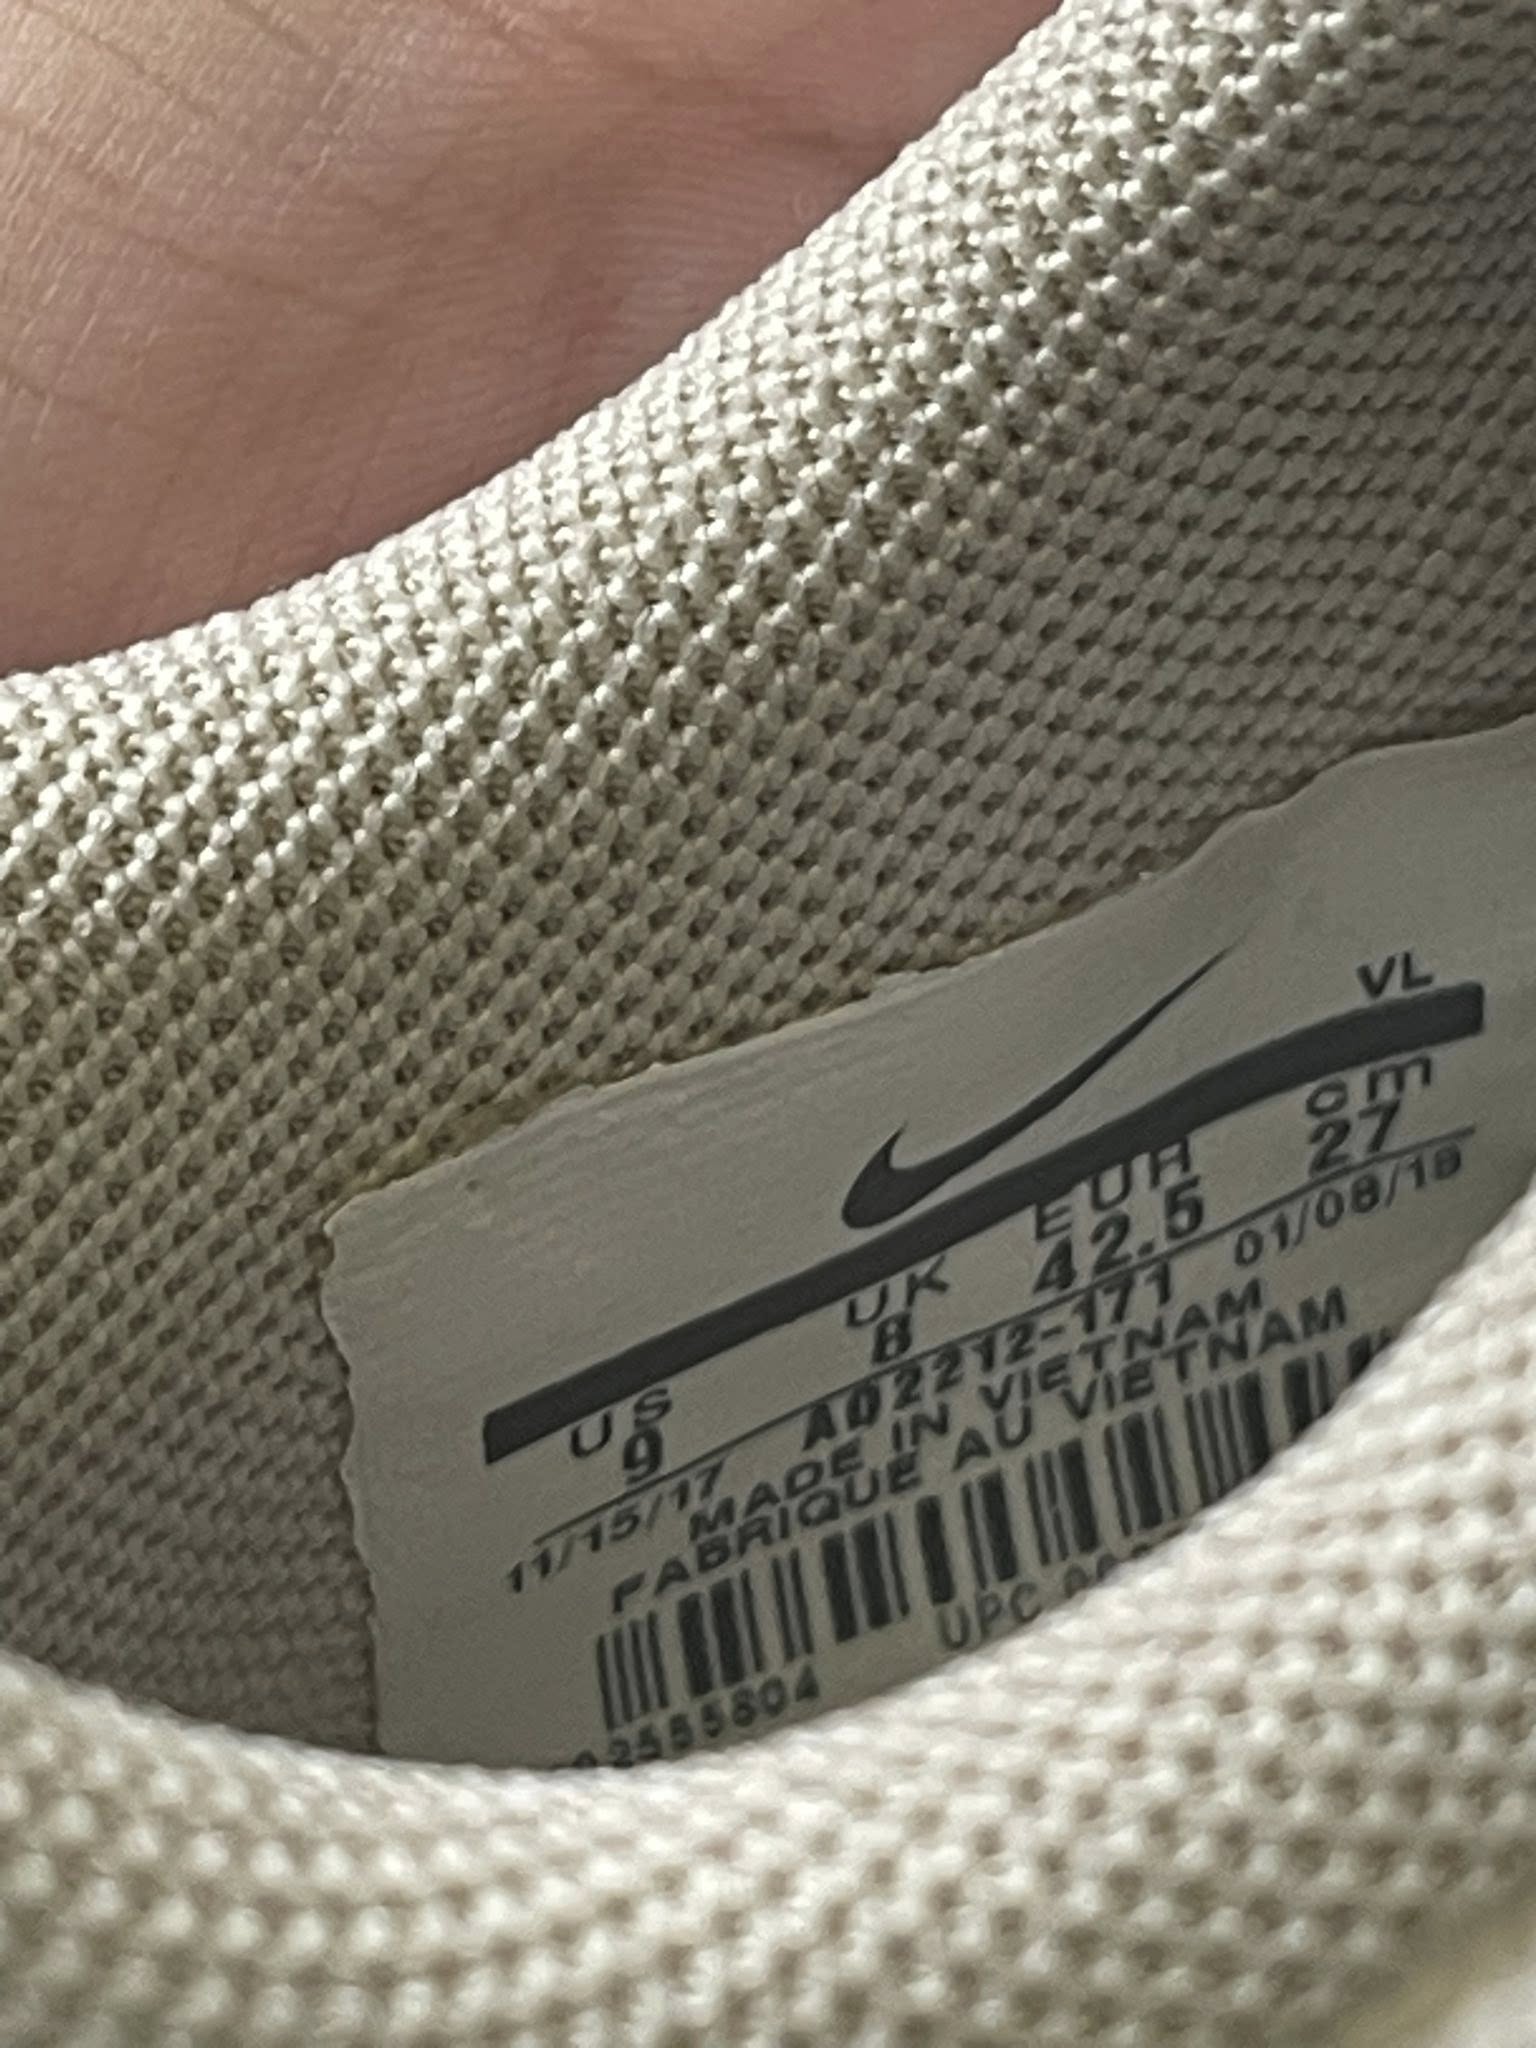 VL
US UK EUR cm
9 8 42.5 27
11/15/17 AO2212-171 01/08/18
MADE IN VIETNAM
FABRIQUE AU VIETNAM
UPC